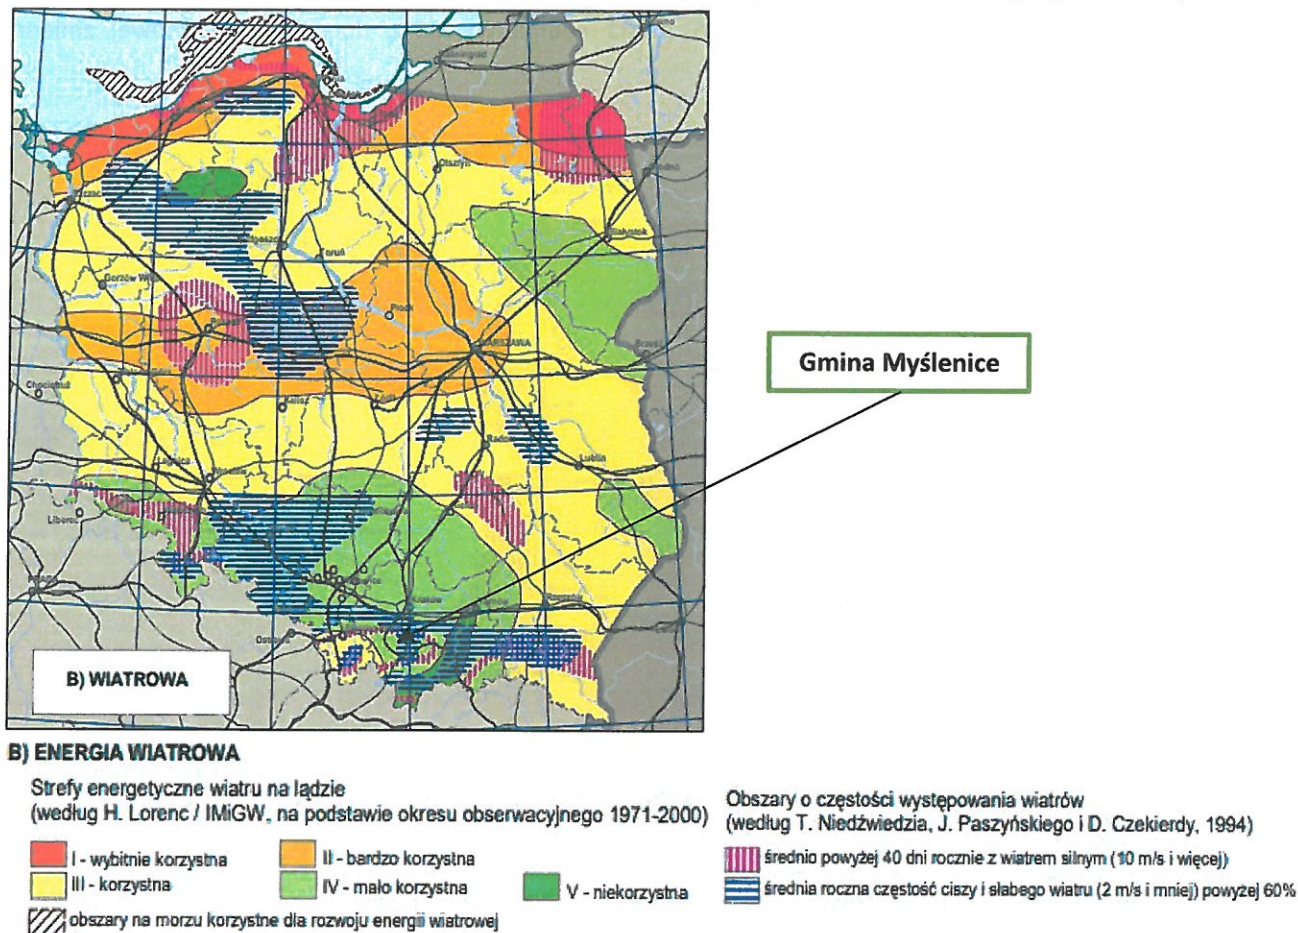 Olsztyn
Białystok
Toruń
Gorzów Wlk
Płock
WARSZAWA
Brześć
Gmina Myślenice
Kalisz
Łódź
Lublin
Legnica
Liberec
PRAGA
Kraków
Ostrava
B) WIATROWA
B) ENERGIA WIATROWA
Strefy energetyczne wiatru na lądzie
(według H. Lorenc / IMiGW, na podstawie okresu obserwacyjnego 1971-2000)
I - wybitnie korzystna
II - bardzo korzystna
III - korzystna
IV - mało korzystna
V - niekorzystna
obszary na morzu korzystne dla rozwoju energii wiatrowej
Obszary o częstości występowania wiatrów
(według T. Niedźwiedzia, J. Paszyńskiego i D. Czekierdy, 1994)
średnio powyżej 40 dni rocznie z wiatrem silnym (10 m/s i więcej)
średnia roczna częstość ciszy i słabego wiatru (2 m/s i mniej) powyżej 60%